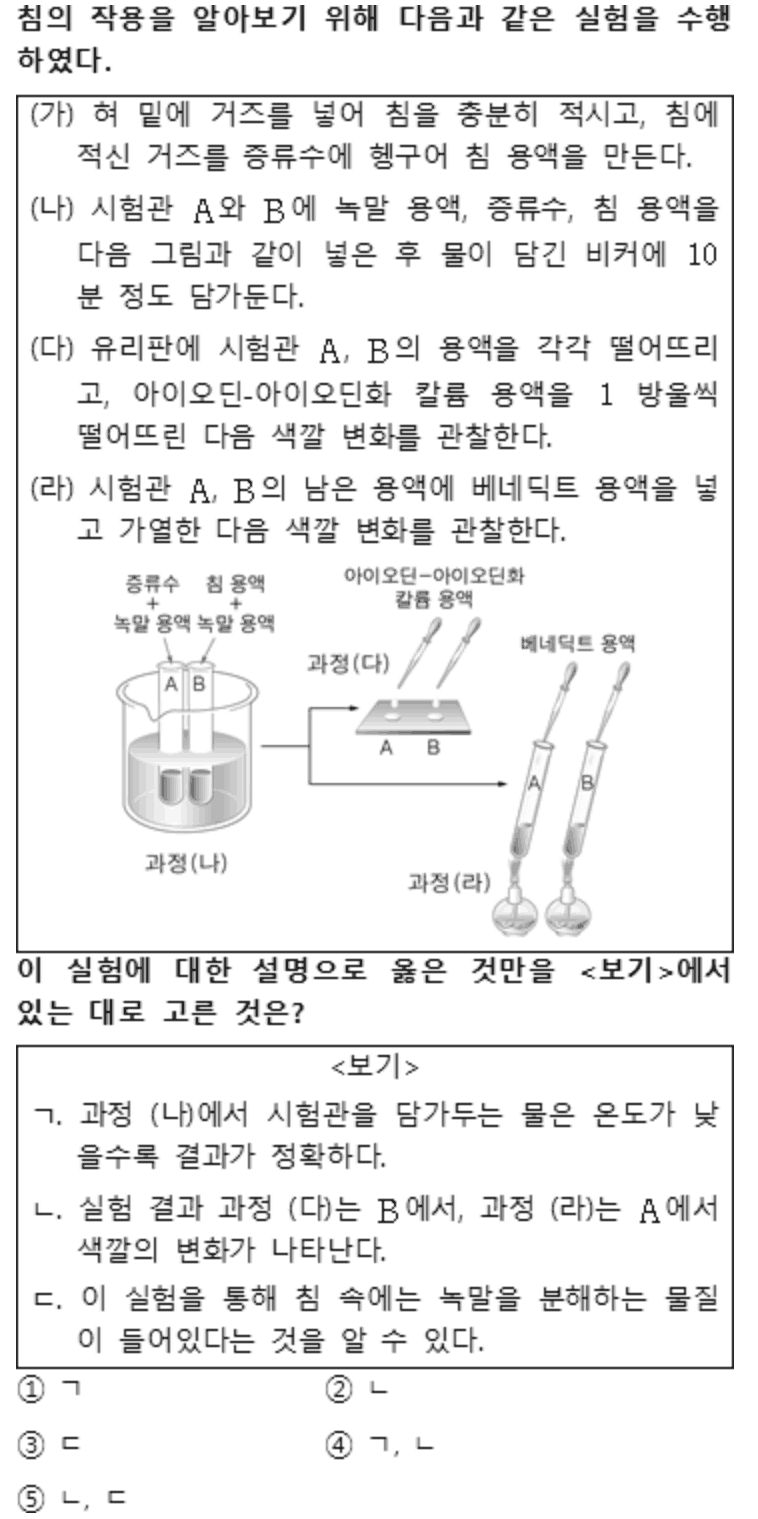 침의 작용을 알아보기 위해 다음과 같은 실험을 수행
하였다.
(가) 혀 밑에 거즈를 넣어 침을 충분히 적시고, 침에
적신 거즈를 증류수에 헹구어 침 용액을 만든다.
(나) 시험관 A와 B에 녹말 용액, 증류수, 침 용액을
다음 그림과 같이 넣은 후 물이 담긴 비커에 10
분 정도 담가둔다.
(다) 유리판에 시험관 A, B의 용액을 각각 떨어뜨리
고, 아이오딘-아이오딘화 칼륨 용액을 1 방울씩
떨어뜨린 다음 색깔 변화를 관찰한다.
(라) 시험관 A, B의 남은 용액에 베네딕트 용액을 넣
고 가열한 다음 색깔 변화를 관찰한다.
증류수 침 용액
+ +
녹말 용액 녹말 용액
A B
과정(나)
아이오딘-아이오딘화
칼륨 용액
과정(다)
A B
베네딕트 용액
A B
과정(라)
이 실험에 대한 설명으로 옳은 것만을 <보기>에서
있는 대로 고른 것은?
<보기>
ㄱ. 과정 (나)에서 시험관을 담가두는 물은 온도가 낮
을수록 결과가 정확하다.
ㄴ. 실험 결과 과정 (다)는 B에서, 과정 (라)는 A에서
색깔의 변화가 나타난다.
ㄷ. 이 실험을 통해 침 속에는 녹말을 분해하는 물질
이 들어있다는 것을 알 수 있다.
① ㄱ ② ㄴ
③ ㄷ ④ ㄱ, ㄴ
⑤ ㄴ, ㄷ